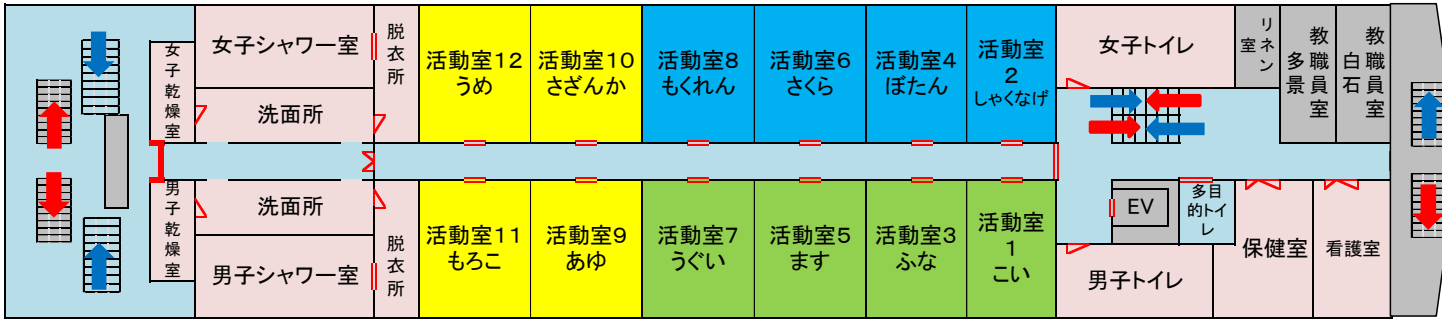 女子乾燥室
女子シャワー室
洗面所
脱衣所
活動室12
うめ
活動室10
さざんか
活動室8
もくれん
活動室6
さくら
活動室4
ぼたん
活動室
2
しゃくなげ
女子トイレ
リネン
室
教職員室
多景
教職員室
白石
男子乾燥室
洗面所
男子シャワー室
脱衣所
活動室11
もろこ
活動室9
あゆ
活動室7
うぐい
活動室5
ます
活動室3
ふな
活動室
1
こい
EV
多目
的トイ
レ
男子トイレ
保健室
看護室